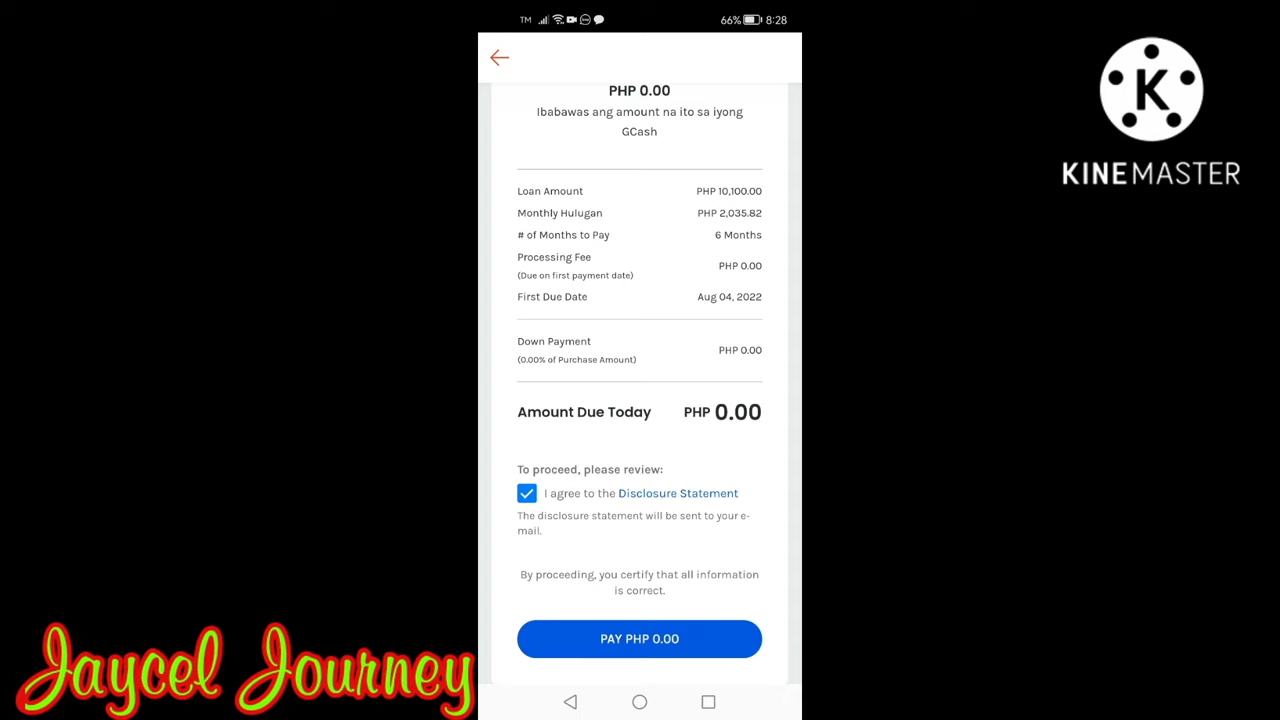 TM 66% 8:28
PHP 0.00
Ibabawas ang amount na ito sa iyong
GCash
Loan Amount PHP 10,100.00
Monthly Hulugan PHP 2,035.82
# of Months to Pay 6 Months
Processing Fee PHP 0.00
(Due on first payment date)
First Due Date Aug 04, 2022
Down Payment PHP 0.00
(0.00% of Purchase Amount)
Amount Due Today PHP 0.00
To proceed, please review:
I agree to the Disclosure Statement
The disclosure statement will be sent to your e-
mail.
By proceeding, you certify that all information
is correct.
PAY PHP 0.00
K
KINEMASTER
Jaycel Journey